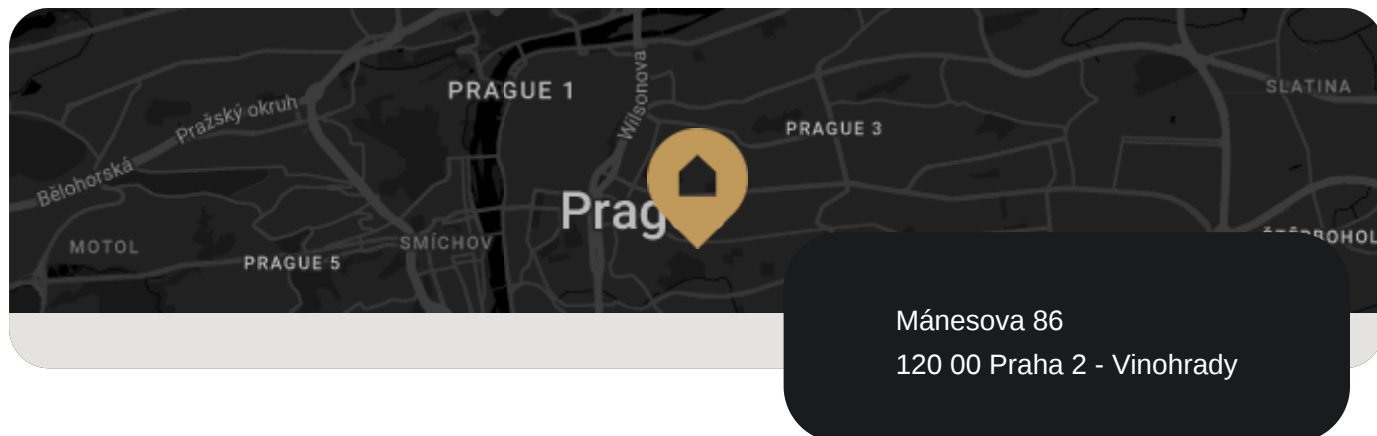 PRAGUE 1
Wilsonova
SLATINA
Pražský okruh
PRAGUE 3
Bělohorská
Prag
MOTOL
SMÍCHOV
PRAGUE 5
Mánesova 86
120 00 Praha 2 - Vinohrady